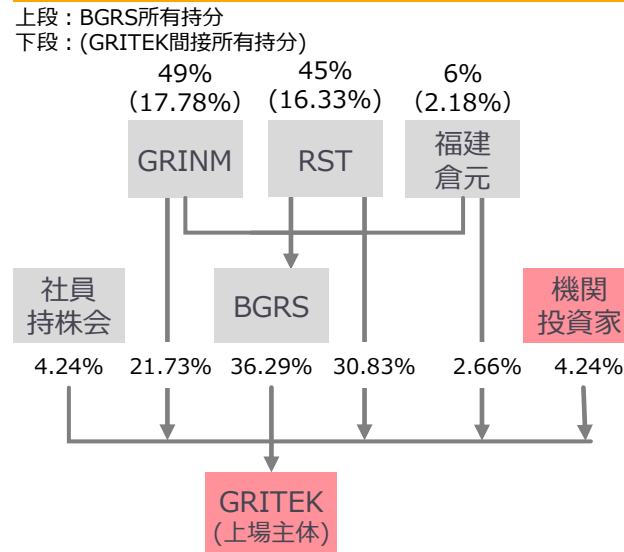 上段：BGRS所有持分
下段：(GRITEK間接所有持分)
49% 45% 6%
(17.78%) (16.33%) (2.18%)
GRINM RST 福建
倉元
社員
持株会
BGRS
機関
投資家
4.24% 21.73% 36.29% 30.83% 2.66% 4.24%
GRITEK
(上場主体)